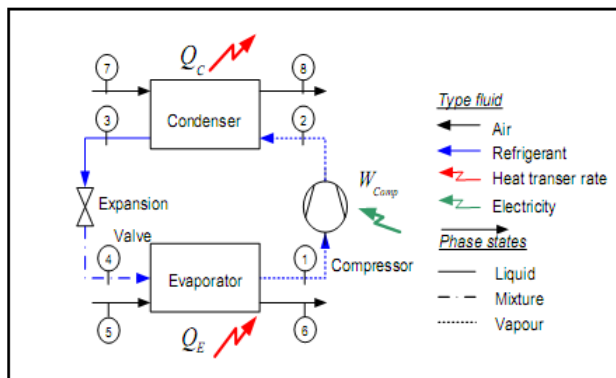 Q_C
7
8
Condenser
3
2
Expansion
Valve
W_Comp
4
Evaporator
1
Compressor
5
6
Q_E
Type fluid
Air
Refrigerant
Heat transer rate
Electricity
Phase states
Liquid
Mixture
Vapour